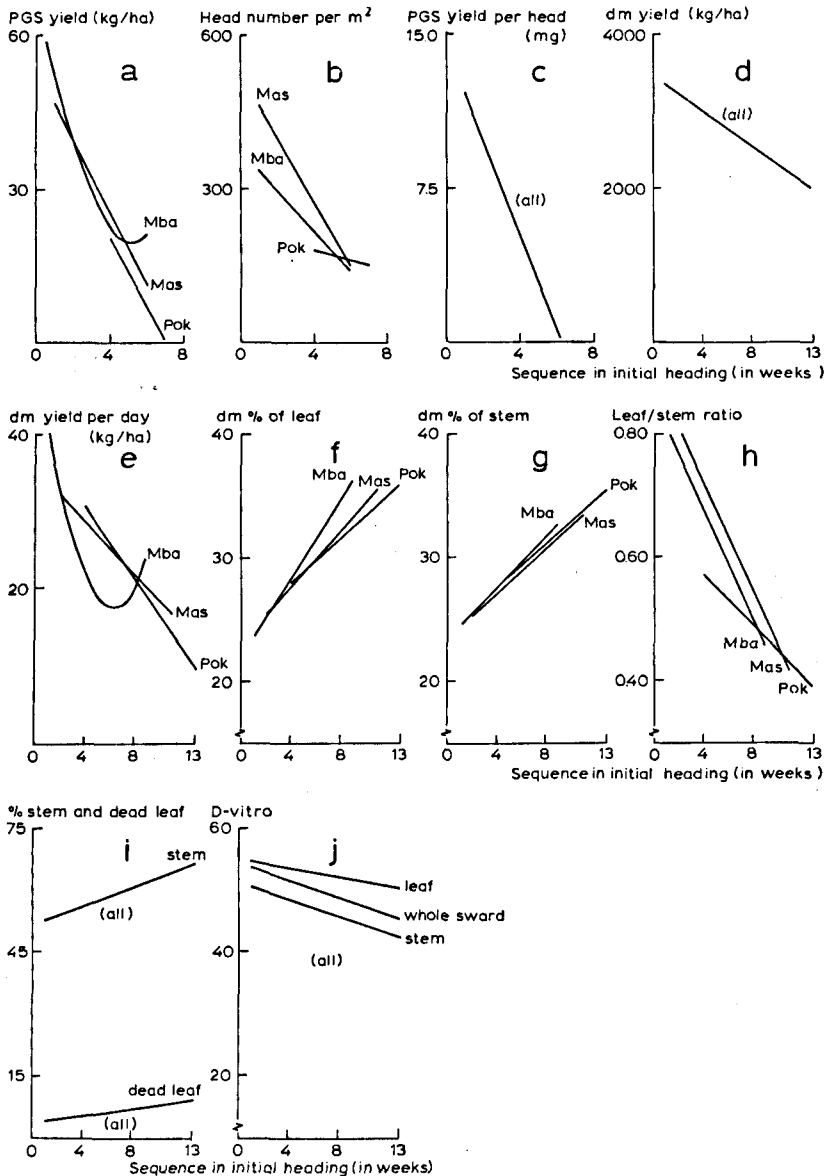 PGS yield (kg/ha)
60
30
0
0 4 8
a
Mba
Mas
Pok
Head number per m²
600
300
0 4 8
b
Mas
Mba
Pok
PGS yield per head
(mg)
15.0
7.5
0 4 8
c
(all)
dm yield (kg/ha)
4000
2000
0 4 8 13
d
(all)
Sequence in initial heading (in weeks)
dm yield per day
(kg/ha)
40
20
0 4 8 13
e
Mba
Mas
Pok
dm % of leaf
40
30
20
0 4 8 13
f
Mba
Mas
Pok
dm % of stem
40
30
20
0 4 8 13
g
Pok
Mba
Mas
Leaf/stem ratio
0.80
0.60
0.40
0 4 8 13
h
Mba
Mas
Pok
Sequence in initial heading (in weeks)
% stem and dead leaf
75
45
15
0 4 8 13
i
stem
(all)
dead leaf
(all)
D-vitro
60
40
20
0 4 8 13
j
leaf
whole sward
stem
(all)
Sequence in initial heading (in weeks)